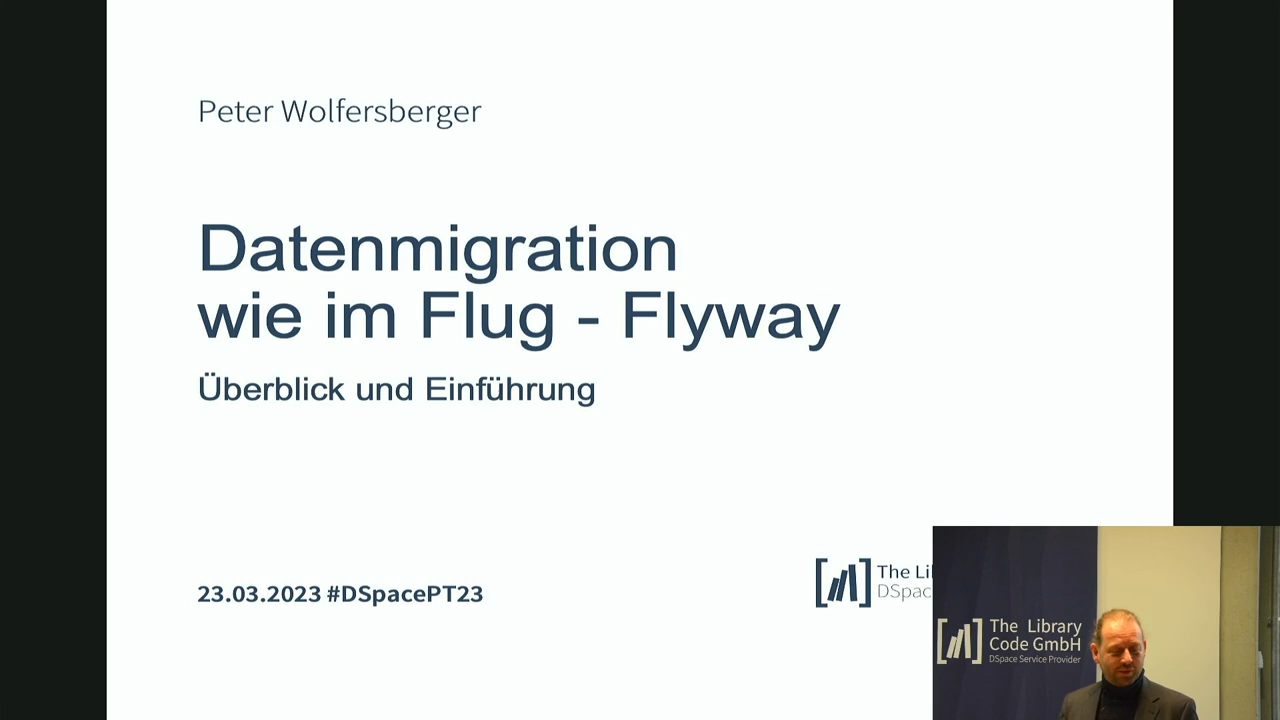 Peter Wolfersberger
Datenmigration
wie im Flug - Flyway
Überblick und Einführung
23.03.2023 #DSpacePT23
The
The Library
Code GmbH
DSpace Service Provider